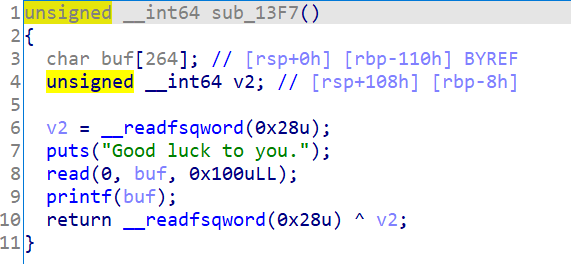 1 unsigned __int64 sub_13F7()
2 {
3 char buf[264]; // [rsp+0h] [rbp-110h] BYREF
4 unsigned __int64 v2; // [rsp+108h] [rbp-8h]
5
6 v2 = __readfsqword(0x28u);
7 puts("Good luck to you.");
8 read(0, buf, 0x100uLL);
9 printf(buf);
10 return __readfsqword(0x28u) ^ v2;
11 }